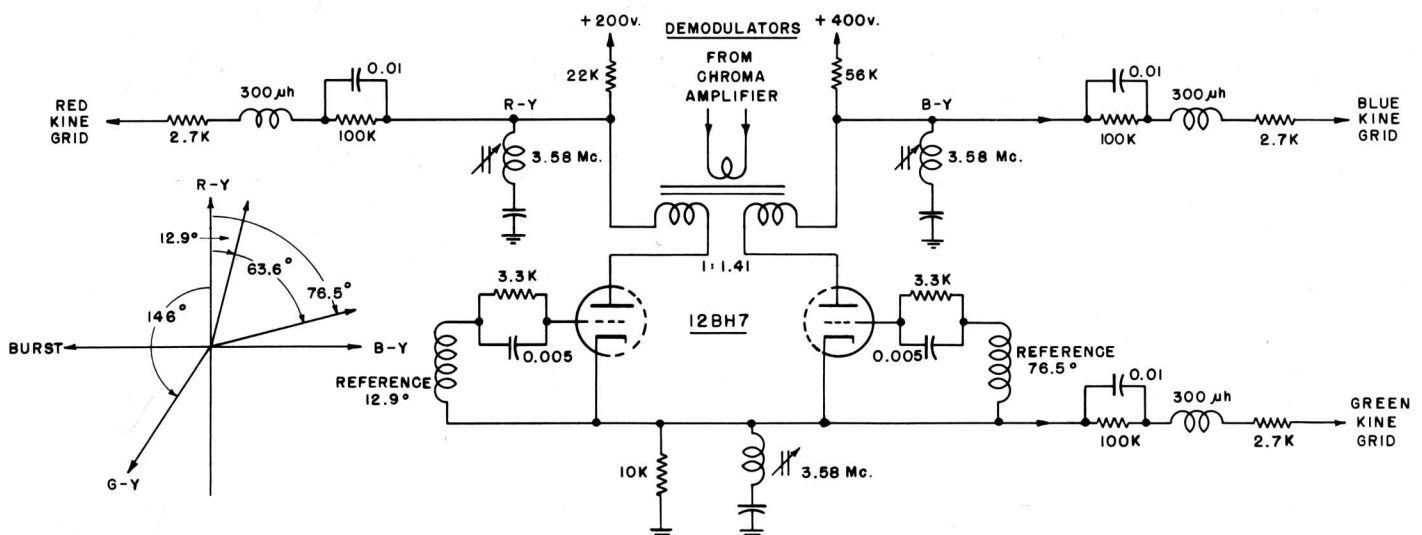 +200v.
DEMODULATORS
+400v.
FROM
CHROMA
AMPLIFIER
22K
56K
0.01
300 µh
RED
KINE
GRID
2.7K
100K
R-Y
3.58 Mc.
B-Y
3.58 Mc.
0.01
300 µh
100K
2.7K
BLUE
KINE
GRID
R-Y
12.9°
63.6°
76.5°
146°
BURST
B-Y
G-Y
1:1.41
3.3K
0.005
REFERENCE
12.9°
12BH7
3.3K
0.005
REFERENCE
76.5°
10K
3.58 Mc.
0.01
300 µh
100K
2.7K
GREEN
KINE
GRID